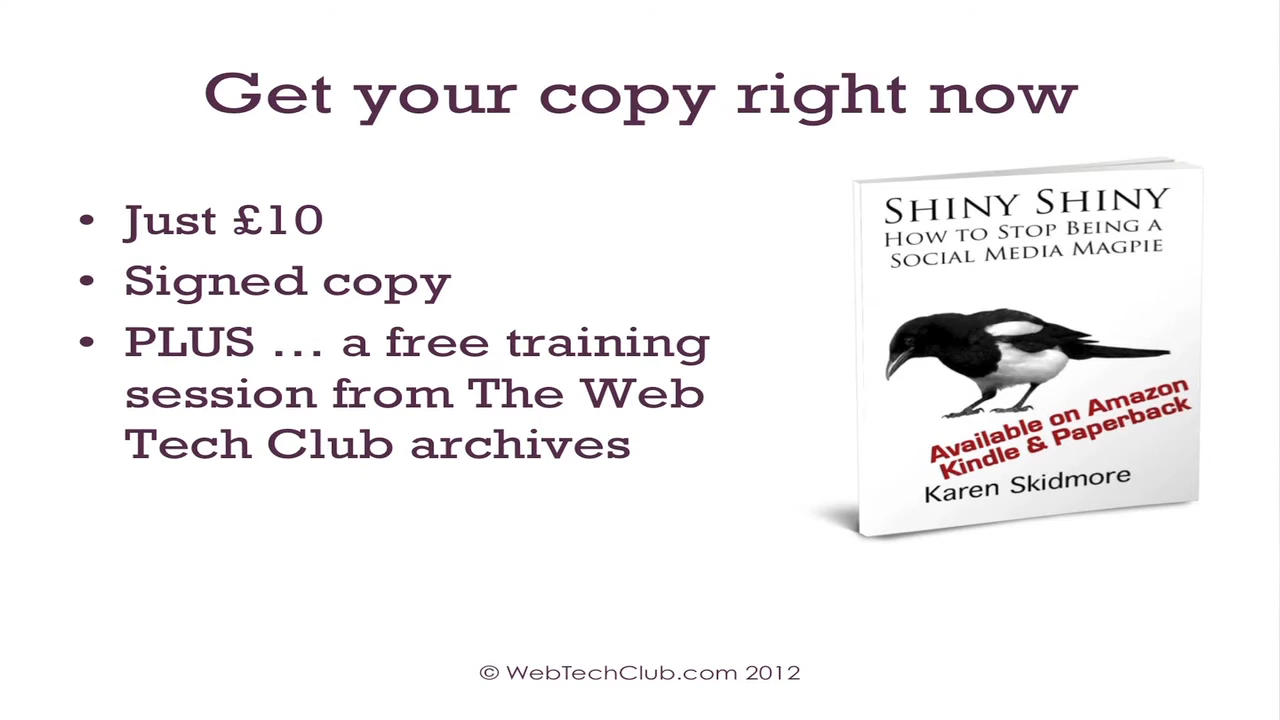 Get your copy right now
• Just £10
• Signed copy
• PLUS … a free training
session from The Web
Tech Club archives
SHINY SHINY
HOW TO STOP BEING A
SOCIAL MEDIA MAGPIE
Available on Amazon
Kindle & Paperback
Karen Skidmore
© WebTechClub.com 2012